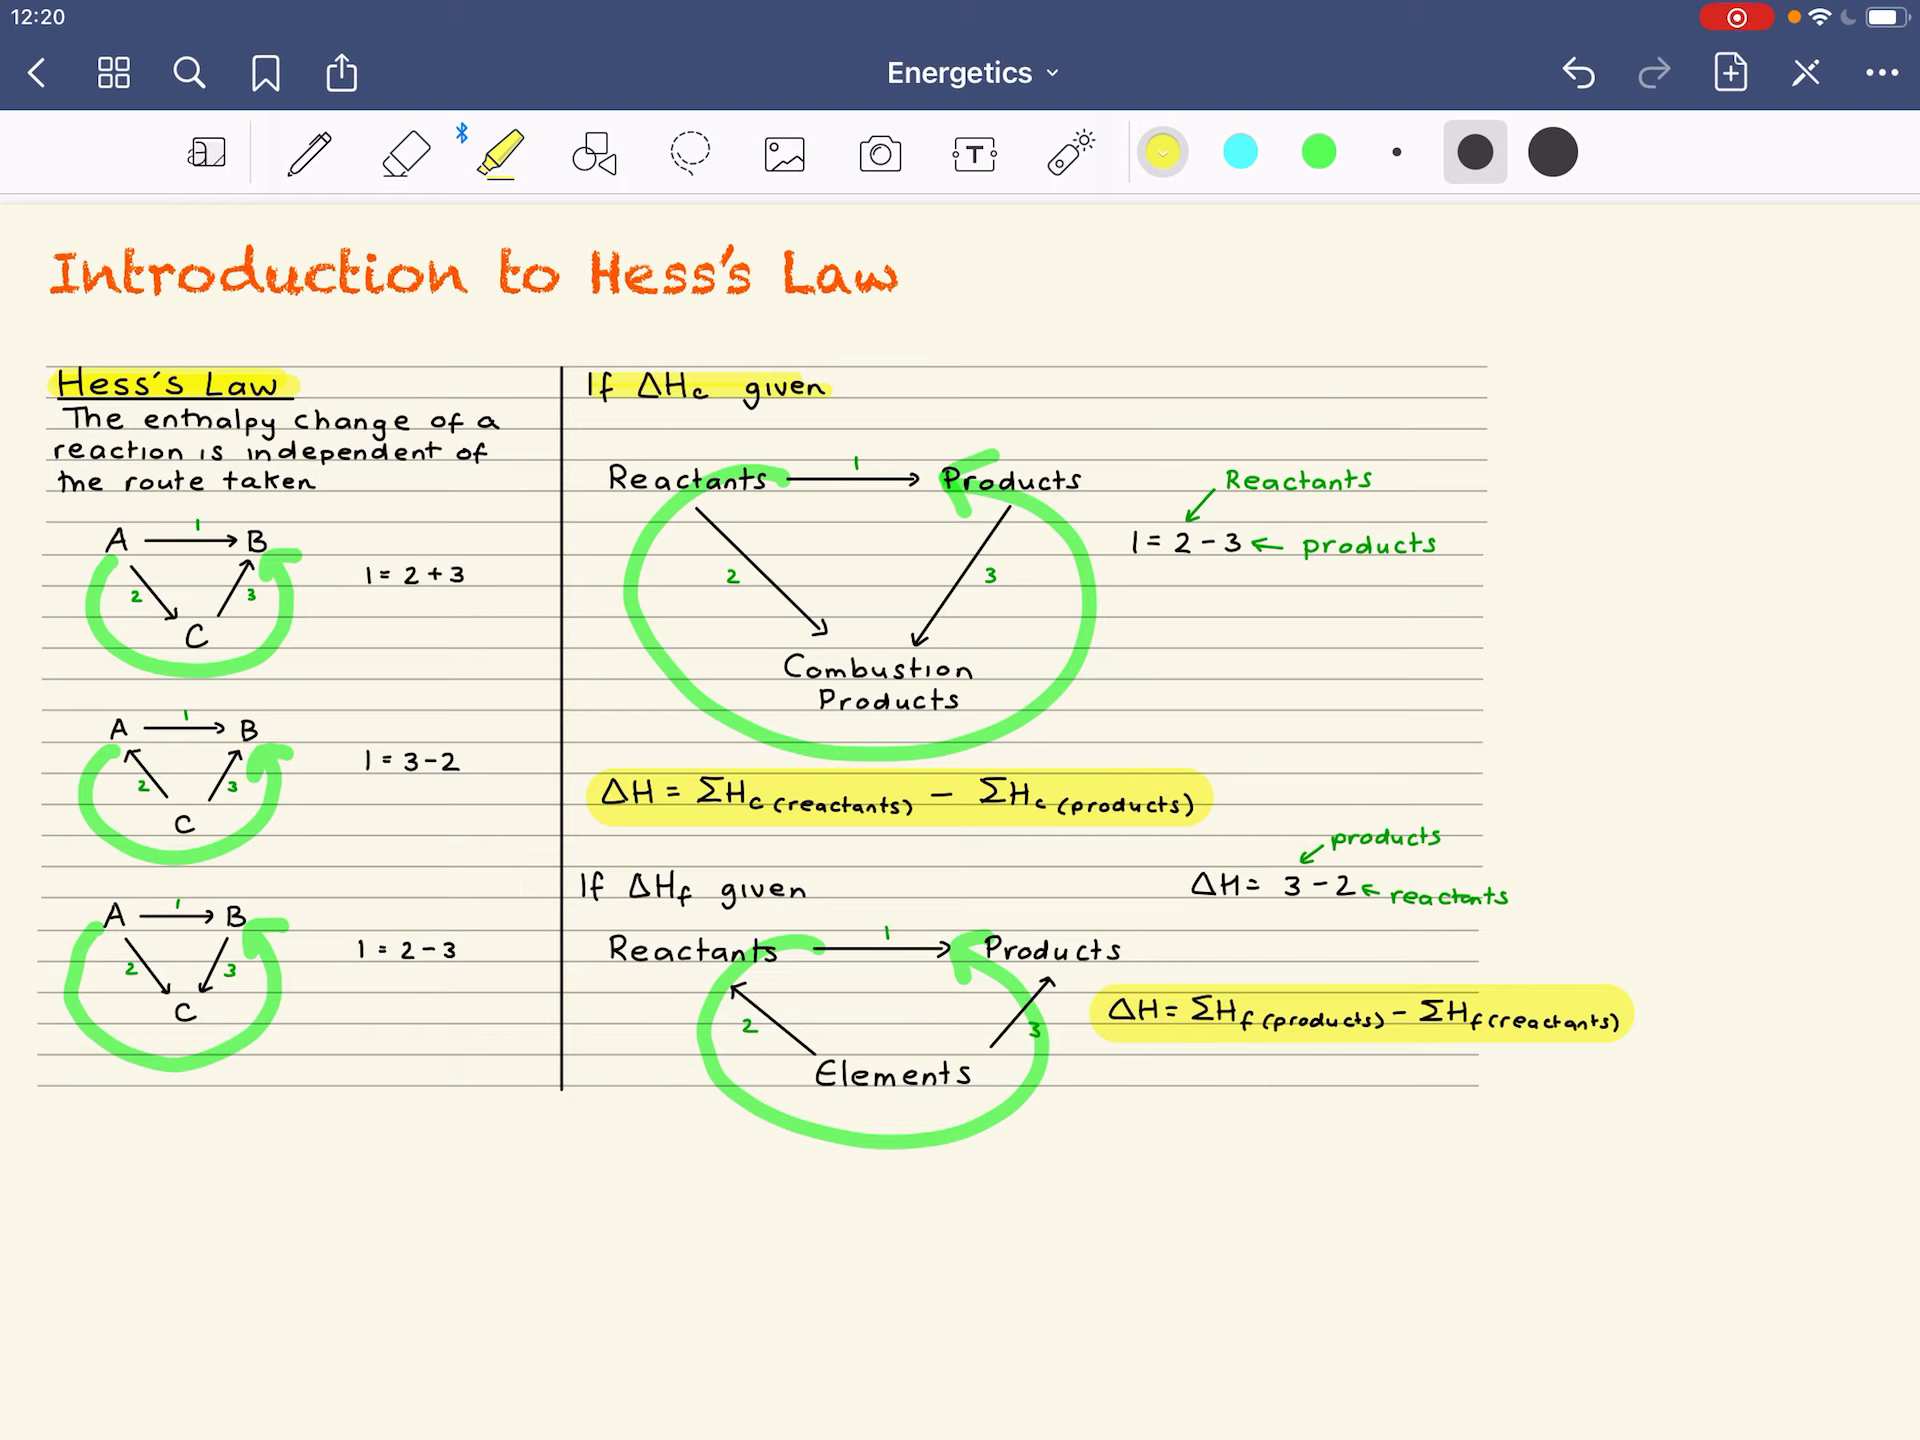 12:20
Energetics
Introduction to Hess's Law
Hess's Law
The enthalpy change of a
reaction is independent of
the route taken
1
A → B
2 3
C
1 = 2 + 3
1
A → B
2 3
C
1 = 3 - 2
1
A → B
2 3
C
1 = 2 - 3
If ΔHc given
1
Reactants → Products
2 3
Combustion
Products
Reactants
1 = 2 - 3 ← products
ΔH = ΣHc (reactants) - ΣHc (products)
If ΔHf given
products
ΔH = 3 - 2 ← reactants
1
Reactants → Products
2 3
Elements
ΔH = ΣHf (products) - ΣHf (reactants)